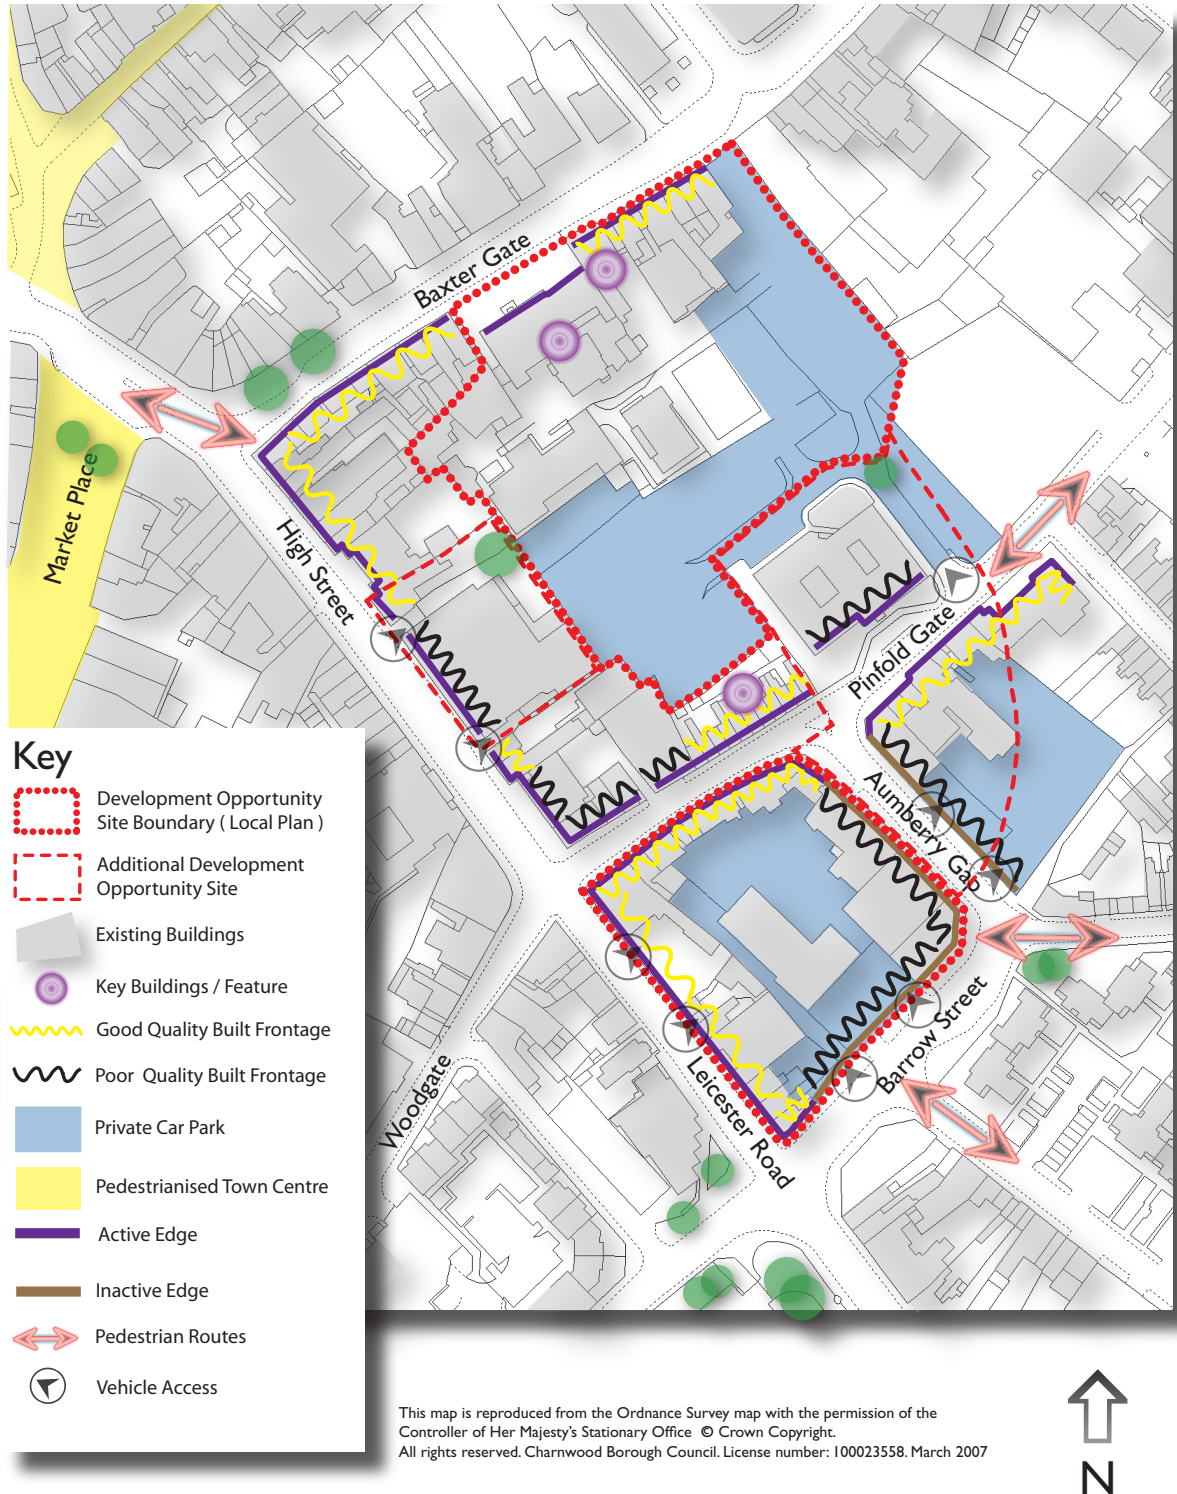 Baxter Gate
Market Place
High Street
Pinfold Gate
Aumberry Gap
Barrow Street
Leicester Road
Woodgate
Key
Development Opportunity
Site Boundary ( Local Plan )
Additional Development
Opportunity Site
Existing Buildings
Key Buildings / Feature
Good Quality Built Frontage
Poor Quality Built Frontage
Private Car Park
Pedestrianised Town Centre
Active Edge
Inactive Edge
Pedestrian Routes
Vehicle Access
This map is reproduced from the Ordnance Survey map with the permission of the
Controller of Her Majesty's Stationary Office © Crown Copyright.
All rights reserved. Charnwood Borough Council. License number: 100023558. March 2007
N